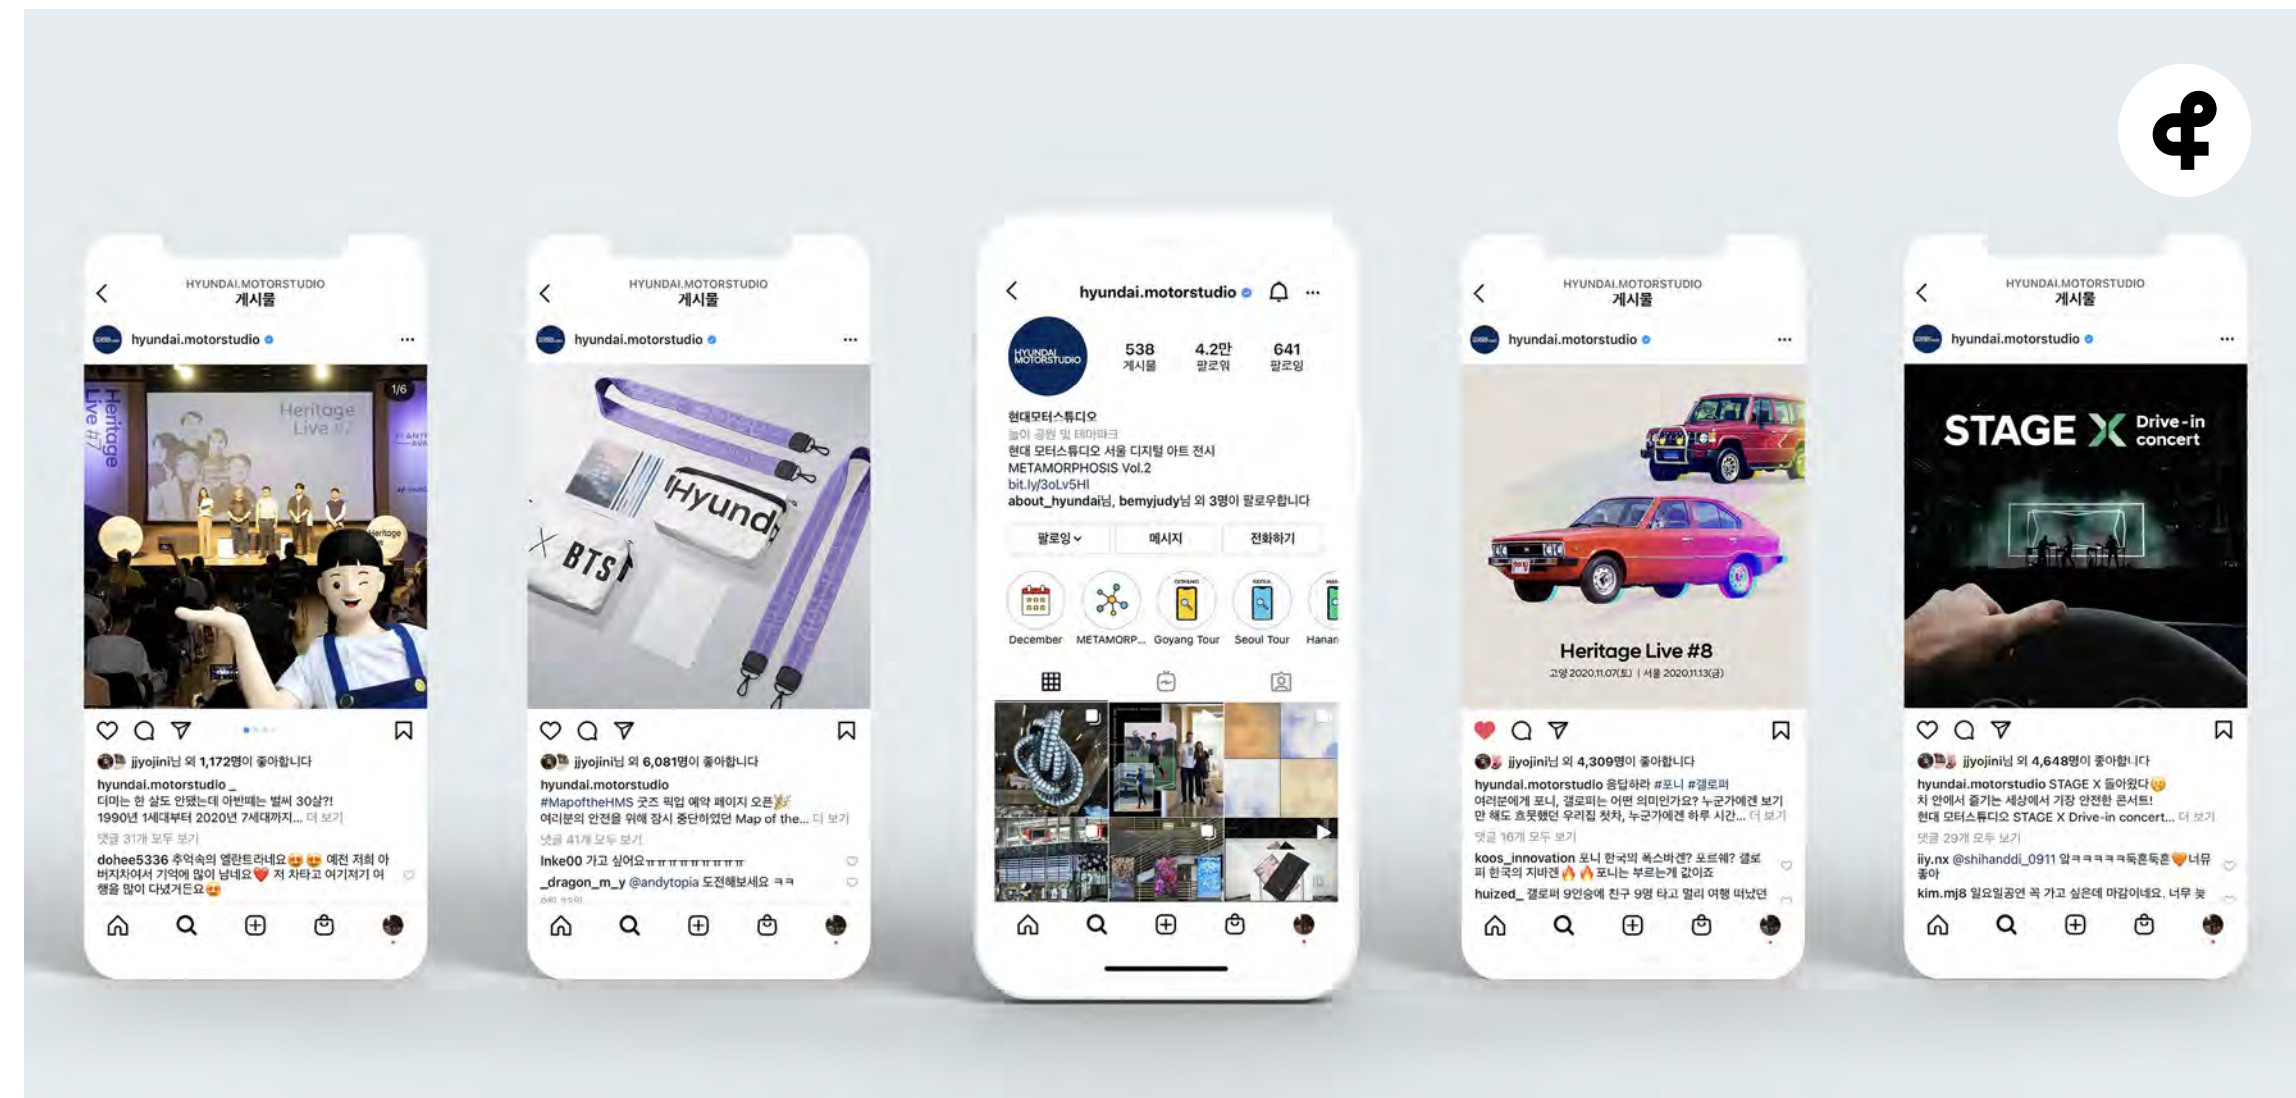 HYUNDAI.MOTORSTUDIO
게시물
hyundai.motorstudio
1/6
Heritage
Live #7
Heritage
Live #7
Heritage
jjyojini님 외 1,172명이 좋아합니다
hyundai.motorstudio _
디미는 한 살도 안됐는데 아반떼는 벌써 30살?!
1990년 1세대부터 2020년 7세대까지... 더 보기
댓글 31개 모두 보기
dohee5336 추억속의 엘란트라네요😍😍 예전 저희 아
버지차여서 기억에 많이 남네요❤️ 저 차타고 여기저기 여
행을 많이 다녔거든요😍
HYUNDAI.MOTORSTUDIO
게시물
hyundai.motorstudio
Hyund
X BTS
jjyojini님 외 6,081명이 좋아합니다
hyundai.motorstudio
#MapoftheHMS 굿즈 픽업 예약 페이지 오픈🎉
여러분의 안전을 위해 잠시 중단하였던 Map of the... 더 보기
댓글 41개 모두 보기
lnke00 가고 싶어요ㅠㅠㅠㅠㅠㅠㅠㅠㅠ
_dragon_m_y @andytopia 도전해보세요 ㅋㅋ
hyundai.motorstudio
HYUNDAI
MOTORSTUDIO
538 4.2만 641
게시물 팔로워 팔로잉
현대모터스튜디오
놀이 공원 및 테마파크
현대 모터스튜디오 서울 디지털 아트 전시
METAMORPHOSIS Vol.2
bit.ly/3oLv5HI
about_hyundai님, bemyjudy님 외 3명이 팔로우합니다
팔로잉 메시지 전화하기
GOYANG SEOUL
December METAMORP... Goyang Tour Seoul Tour Hanam
HYUNDAI.MOTORSTUDIO
게시물
hyundai.motorstudio
pony
Heritage Live #8
고양 2020.11.07(토) | 서울 2020.11.13(금)
jjyojini님 외 4,309명이 좋아합니다
hyundai.motorstudio 응답하라 #포니 #갤로퍼
여러분에게 포니, 갤로퍼는 어떤 의미인가요? 누군가에겐 보기
만 해도 흐뭇했던 우리집 첫차, 누군가에겐 하루 시간... 더 보기
댓글 16개 모두 보기
koos_innovation 포니 한국의 폭스바겐? 포르쉐? 갤로
퍼 한국의 지바겐🔥🔥포니는 부르는게 값이죠
huized_ 갤로퍼 9인승에 친구 9명 타고 멀리 여행 떠났던
HYUNDAI.MOTORSTUDIO
게시물
hyundai.motorstudio
STAGE X Drive-in
concert
jjyojini님 외 4,648명이 좋아합니다
hyundai.motorstudio STAGE X 돌아왔다😘
차 안에서 즐기는 세상에서 가장 안전한 콘서트!
현대 모터스튜디오 STAGE X Drive-in concert... 더 보기
댓글 29개 모두 보기
iiy.nx @shihanddi_0911 앜ㅋㅋㅋㅋㅋ둑흔둑흔🧡너뮤
좋아
kim.mj8 일요일공연 꼭 가고 싶은데 마감이네요. 너무 늦